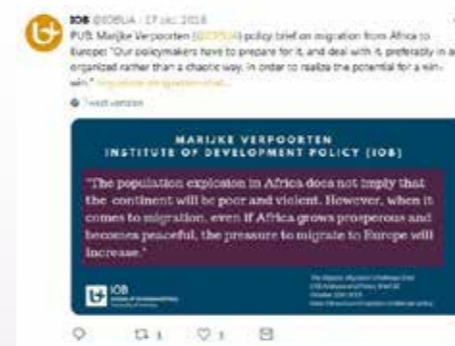 IOB @IOBUA · 17 okt. 2018
PUB: Marijke Verpoorten policy brief on migration from Africa to
Europe: "Our policymakers have to prepare for it, and deal with it, preferably in an
organized rather than a chaotic way, in order to realize the potential for a win-
win."
MARIJKE VERPOORTEN
INSTITUTE OF DEVELOPMENT POLICY (IOB)
"The population explosion in Africa does not imply that
the continent will be poor and violent. However, when it
comes to migration, even if Africa grows prosperous and
becomes peaceful, the pressure to migrate to Europe will
increase."
IOB
1
1